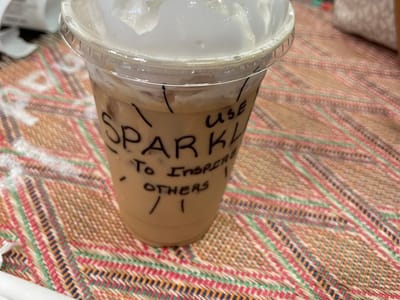 USE
SPARKL
TO INSPIRE
OTHERS